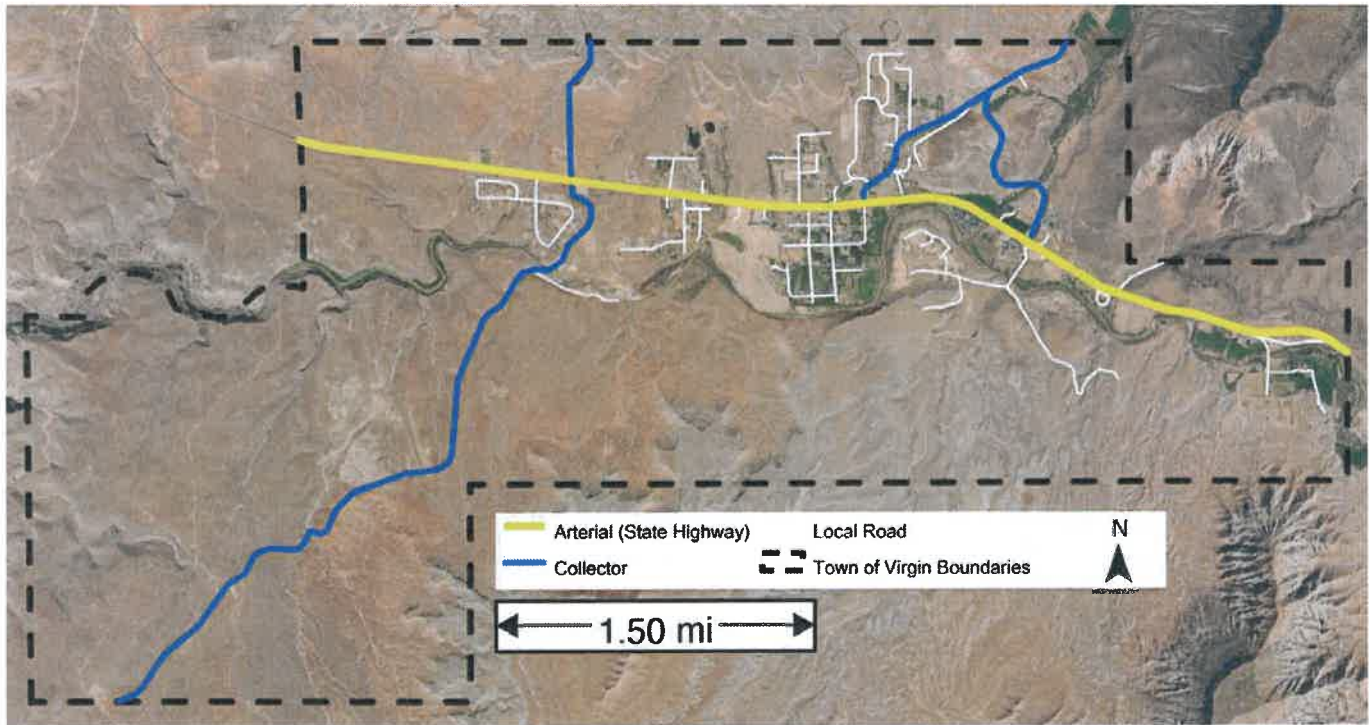 Arterial (State Highway)
Local Road
N
Collector
Town of Virgin Boundaries
1.50 mi